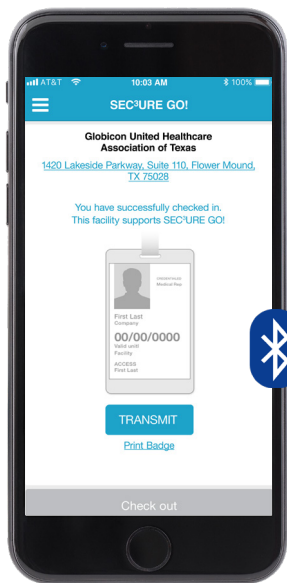 AT&T 10:03 AM 100%
SEC³URE GO!
Globicon United Healthcare
Association of Texas
1420 Lakeside Parkway, Suite 110, Flower Mound,
TX 75028
You have successfully checked in.
This facility supports SEC³URE GO!
Medical Rep
First Last
Company
00/00/0000
Valid until
Facility
ACCESS
First Last
TRANSMIT
Print Badge
Check out